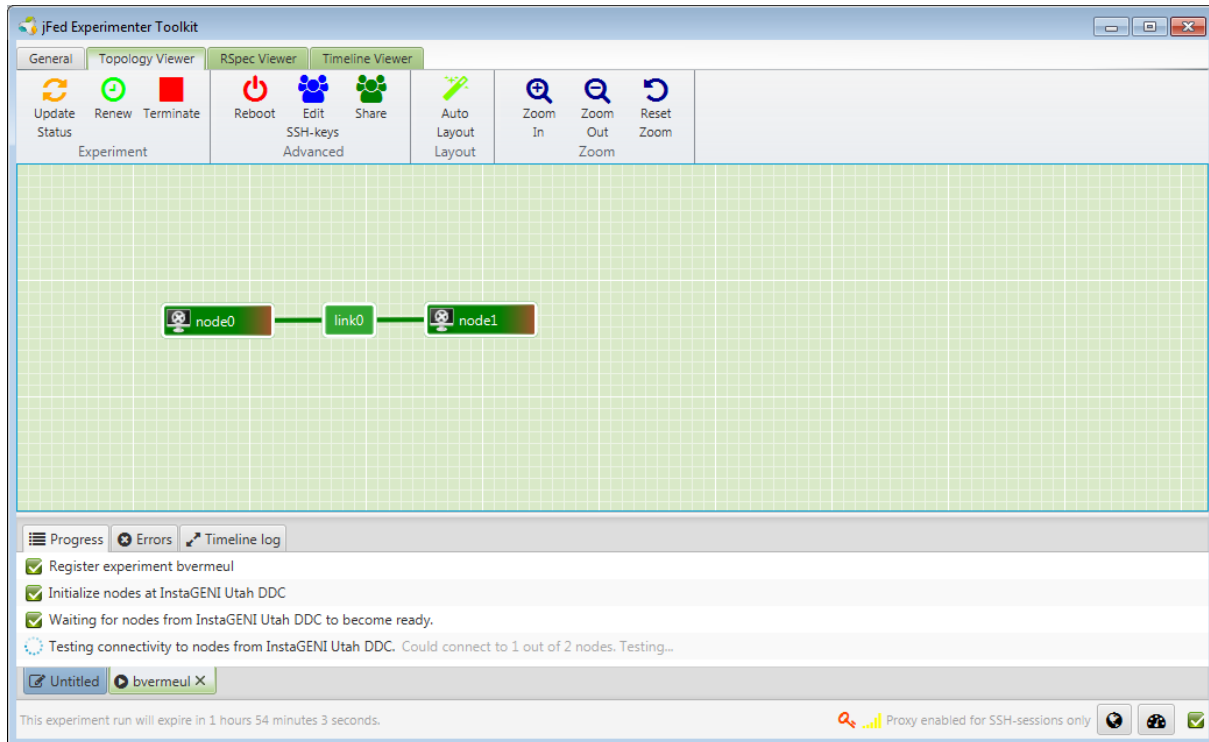 jFed Experimenter Toolkit
General Topology Viewer RSpec Viewer Timeline Viewer
Update Status
Renew
Terminate
Experiment
Reboot
Edit SSH-keys
Share
Advanced
Auto Layout
Layout
Zoom In
Zoom Out
Reset Zoom
Zoom
node0 link0 node1
Progress Errors Timeline log
Register experiment bvermeul
Initialize nodes at InstaGENI Utah DDC
Waiting for nodes from InstaGENI Utah DDC to become ready.
Testing connectivity to nodes from InstaGENI Utah DDC. Could connect to 1 out of 2 nodes. Testing...
Untitled bvermeul
This experiment run will expire in 1 hours 54 minutes 3 seconds. Proxy enabled for SSH-sessions only